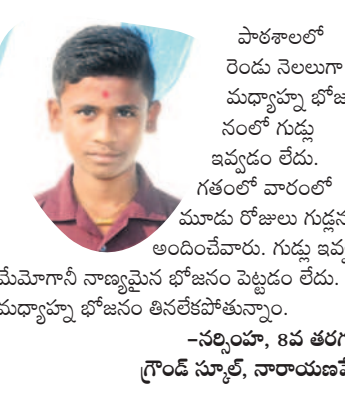 పాఠశాలలో
రెండు నెలలుగా
మధ్యాహ్న భోజ
నంలో గుడ్లు
ఇవ్వడం లేదు.
గతంలో వారంలో
మూడు రోజులు గుడ్లను
అందించేవారు. గుడ్లు ఇవ్వ
మేమోగానీ నాణ్యమైన భోజనం పెట్టడం లేదు.
మధ్యాహ్న భోజనం తినలేకపోతున్నాం.
-నర్సింహ, 8వ తరగ
గ్రౌండ్ స్కూల్, నారాయణపే